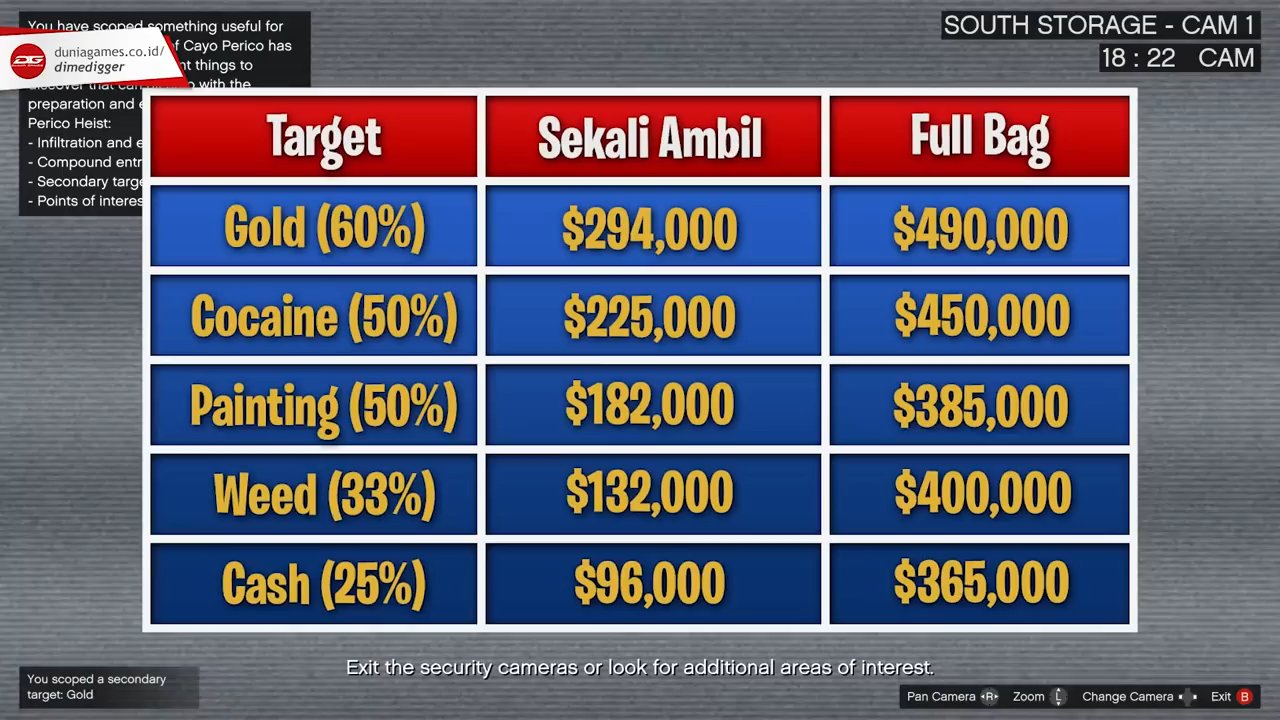 You have scoped something useful for
of Cayo Perico has
nt things to
with the
preparation and
Perico Heist:
- Infiltration and
- Compound entr
- Secondary targe
- Points of interes
duniagames.co.id/
dimedigger
SOUTH STORAGE - CAM 1
18 : 22 CAM
Target Sekali Ambil Full Bag
Gold (60%) $294,000 $490,000
Cocaine (50%) $225,000 $450,000
Painting (50%) $182,000 $385,000
Weed (33%) $132,000 $400,000
Cash (25%) $96,000 $365,000
Exit the security cameras or look for additional areas of interest.
You scoped a secondary
target: Gold
Pan Camera R Zoom L Change Camera Exit B